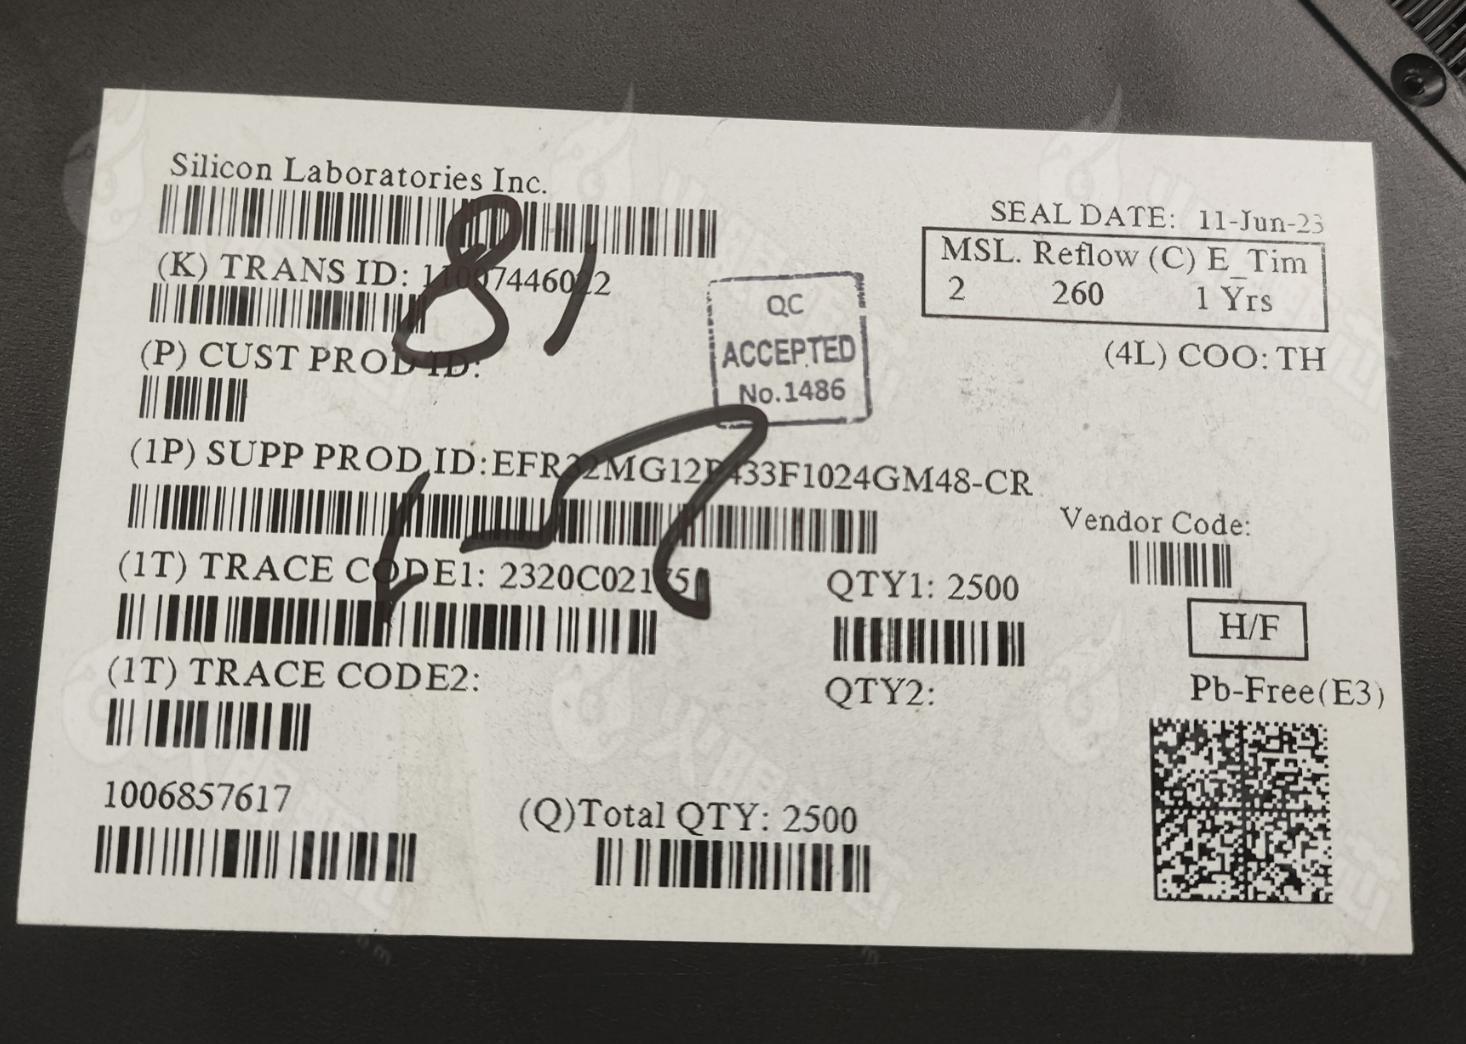 Silicon Laboratories Inc.
SEAL DATE: 11-Jun-23
MSL. Reflow (C) E_Tim
2 260 1 Yrs
(4L) COO: TH
(K) TRANS ID:
QC
ACCEPTED
No.1486
(P) CUST PROD ID:
(1P) SUPP PROD ID:EFR32MG12P433F1024GM48-CR
Vendor Code:
(1T) TRACE CODE1:
QTY1: 2500
H/F
(1T) TRACE CODE2:
QTY2:
Pb-Free(E3)
1006857617
(Q)Total QTY: 2500
81